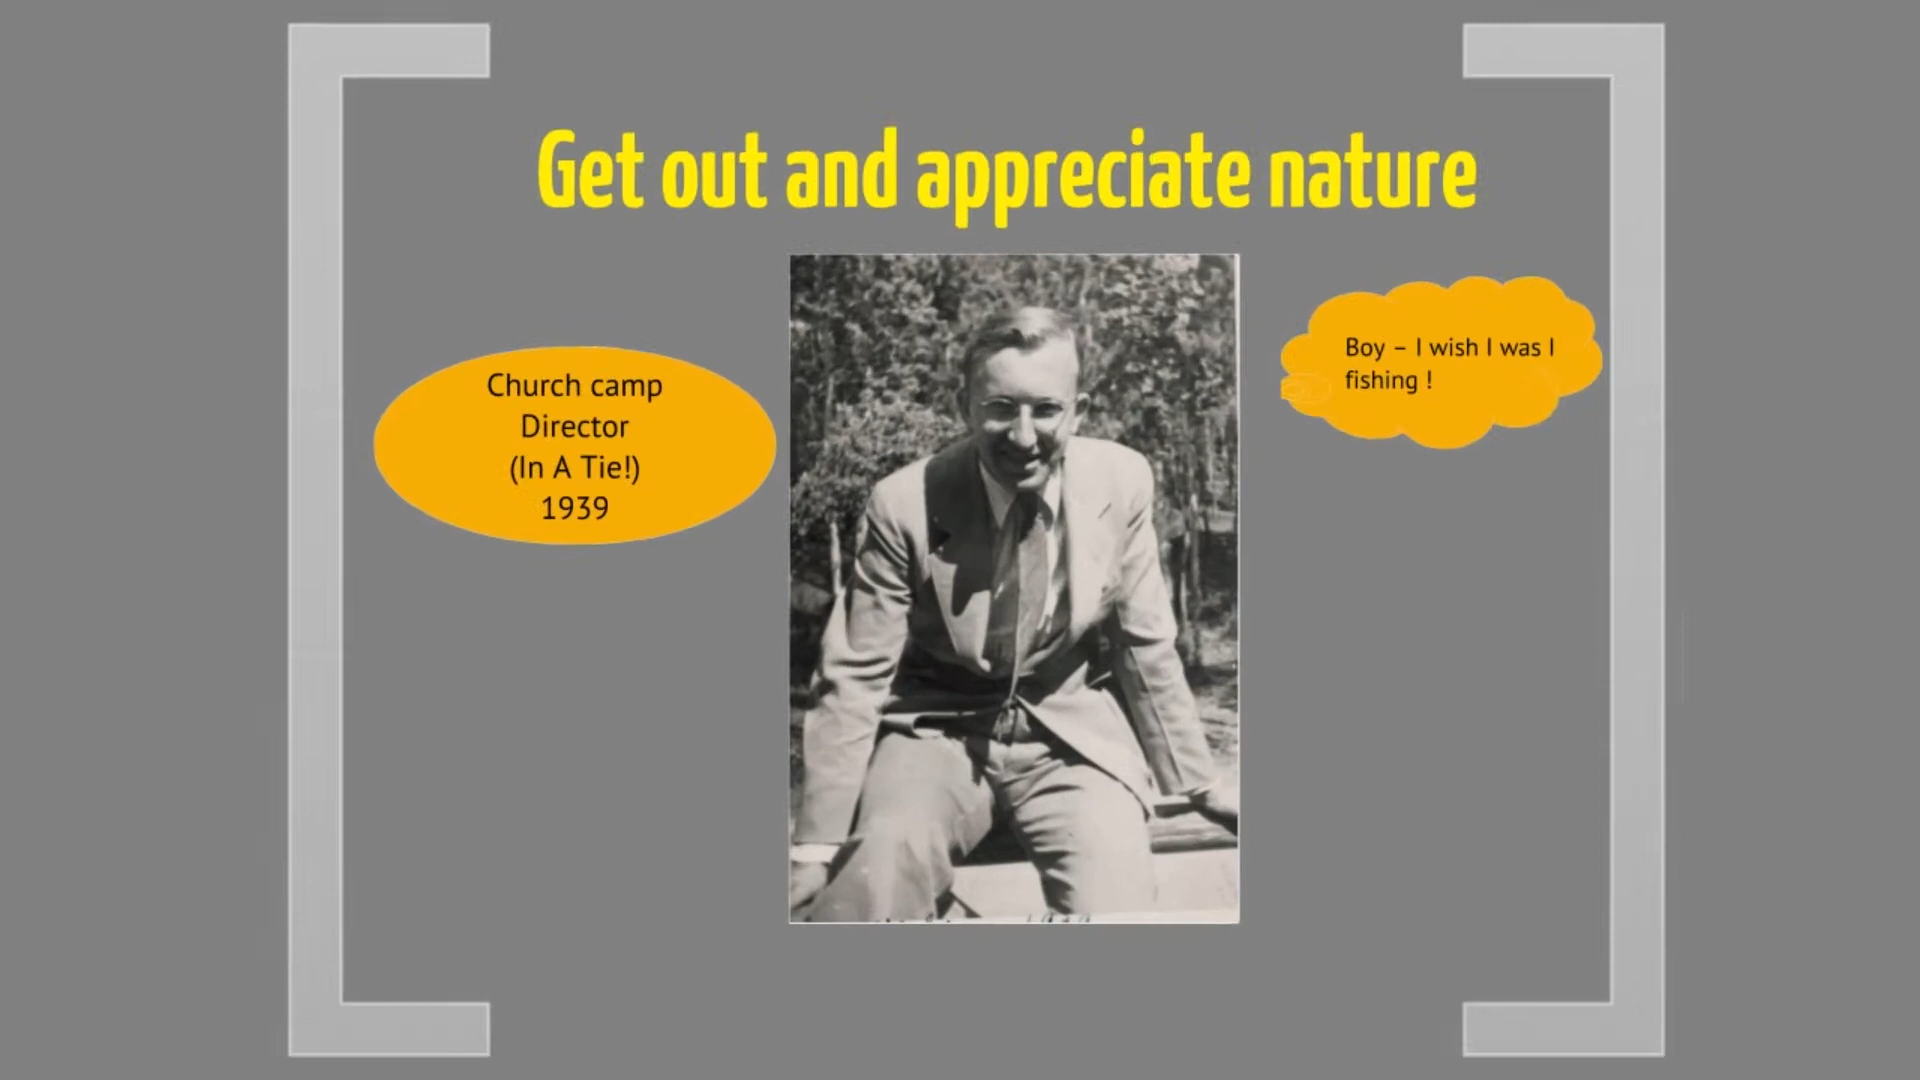 Get out and appreciate nature
Church camp
Director
(In A Tie!)
1939
Boy – I wish I was I
fishing !